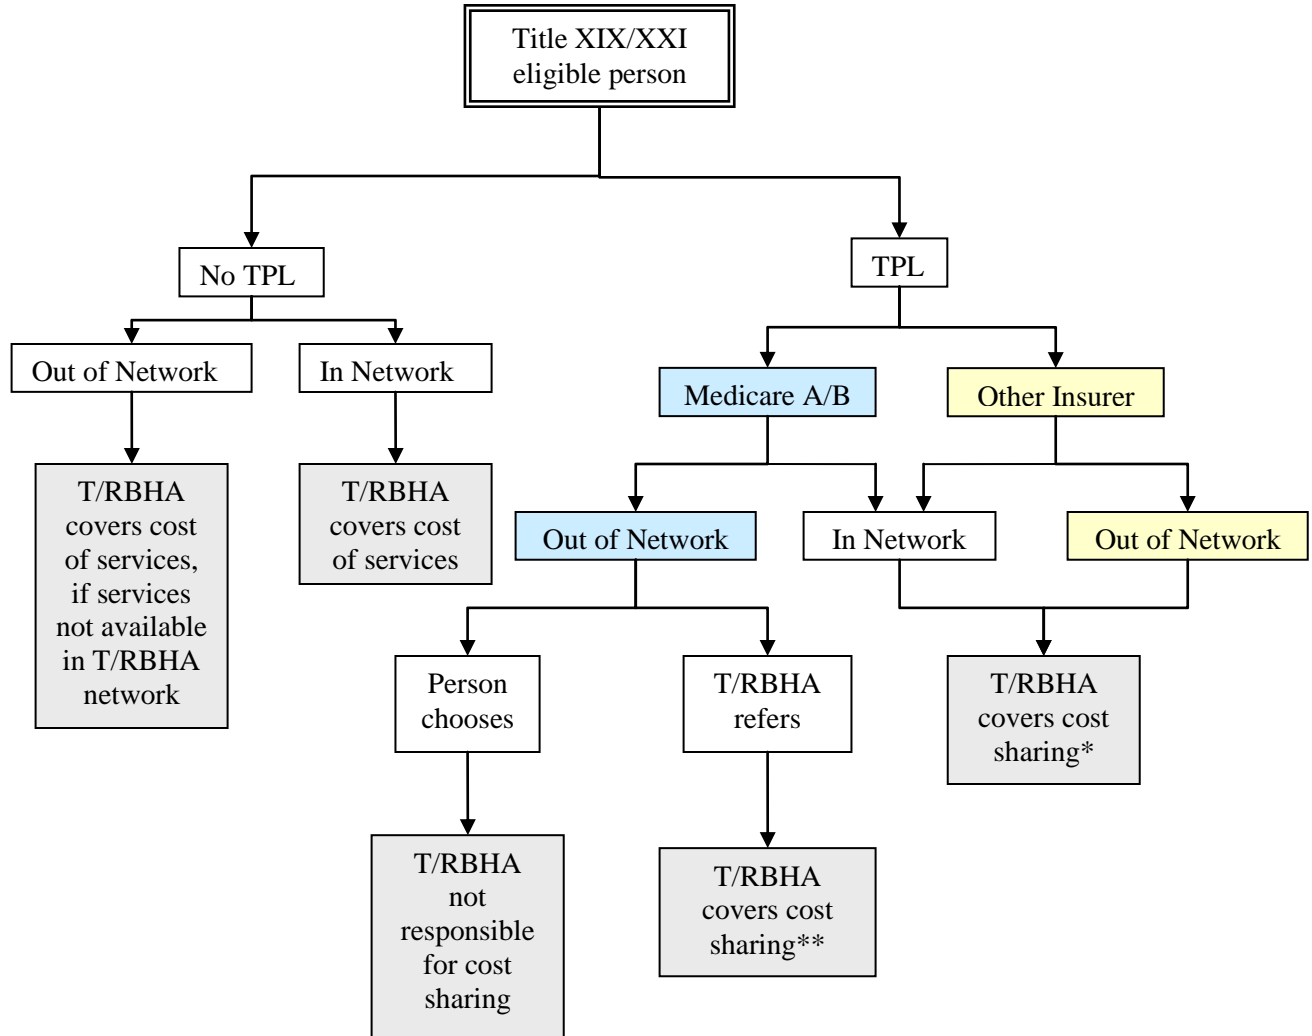 Title XIX/XXI
eligible person
No TPL
TPL
Out of Network
In Network
Medicare A/B
Other Insurer
T/RBHA
covers cost
of services,
if services
not available
in T/RBHA
network
T/RBHA
covers cost
of services
Out of Network
In Network
Out of Network
Person
chooses
T/RBHA
refers
T/RBHA
covers cost
sharing*
T/RBHA
not
responsible
for cost
sharing
T/RBHA
covers cost
sharing**